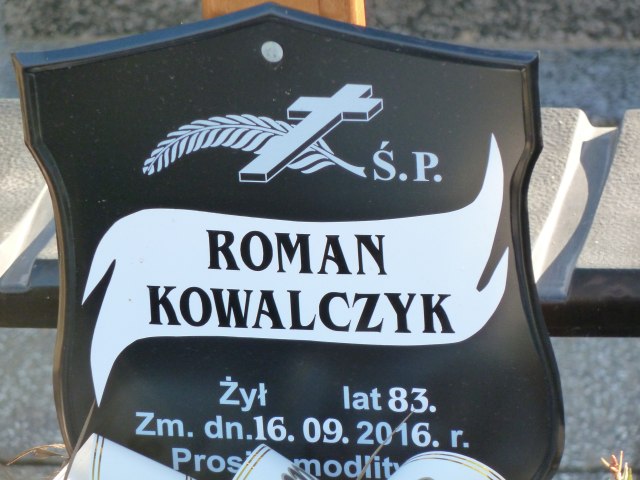 Ś.P.
ROMAN
KOWALCZYK
Żył lat 83.
Zm. dn. 16. 09. 2016. r.